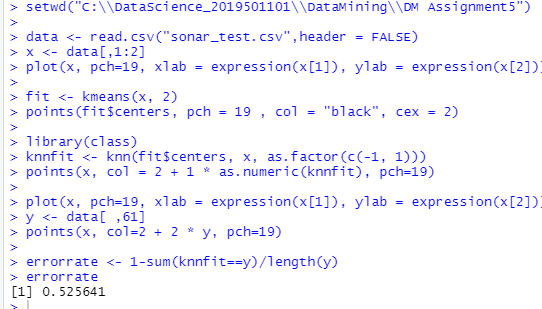 > setwd("C:\\DataScience_2019501101\\DataMining\\DM Assignment5")
>
> data <- read.csv("sonar_test.csv",header = FALSE)
> x <- data[,1:2]
> plot(x, pch=19, xlab = expression(x[1]), ylab = expression(x[2])
>
> fit <- kmeans(x, 2)
> points(fit$centers, pch = 19 , col = "black", cex = 2)
>
> library(class)
> knnfit <- knn(fit$centers, x, as.factor(c(-1, 1)))
> points(x, col = 2 + 1 * as.numeric(knnfit), pch=19)
>
> plot(x, pch=19, xlab = expression(x[1]), ylab = expression(x[2])
> y <- data[ ,61]
> points(x, col=2 + 2 * y, pch=19)
>
> errorrate <- 1-sum(knnfit==y)/length(y)
> errorrate
[1] 0.525641
>